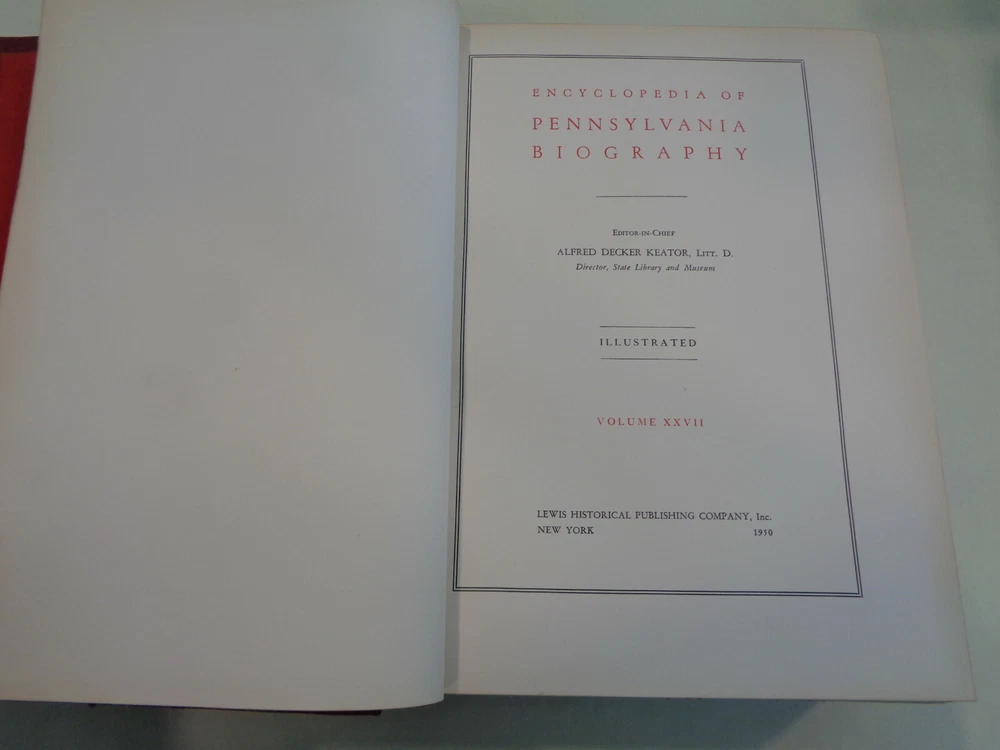 ENCYCLOPEDIA OF
PENNSYLVANIA
BIOGRAPHY
EDITOR-IN-CHIEF
ALFRED DECKER KEATOR, LITT. D.
Director, State Library and Museum
ILLUSTRATED
VOLUME XXVII
LEWIS HISTORICAL PUBLISHING COMPANY, Inc.
NEW YORK 1950